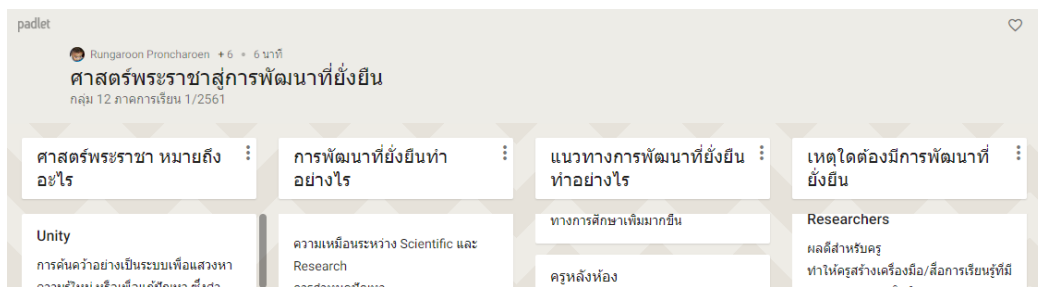 padlet
Rungaroon Proncharoen + 6 • 6 นาที
ศาสตร์พระราชาสู่การพัฒนาที่ยั่งยืน
กลุ่ม 12 ภาคการเรียน 1/2561
ศาสตร์พระราชา หมายถึง
อะไร
Unity
การค้นคว้าอย่างเป็นระบบเพื่อแสวงหา
การพัฒนาที่ยั่งยืนทำ
อย่างไร
ความเหมือนระหว่าง Scientific และ
Research
แนวทางการพัฒนาที่ยั่งยืน
ทำอย่างไร
ทางการศึกษาเพิ่มมากขึ้น
ครูหลังห้อง
เหตุใดต้องมีการพัฒนาที่
ยั่งยืน
Researchers
ผลดีสำหรับครู
ทำให้ครูสร้างเครื่องมือ/สื่อการเรียนรู้ที่มี